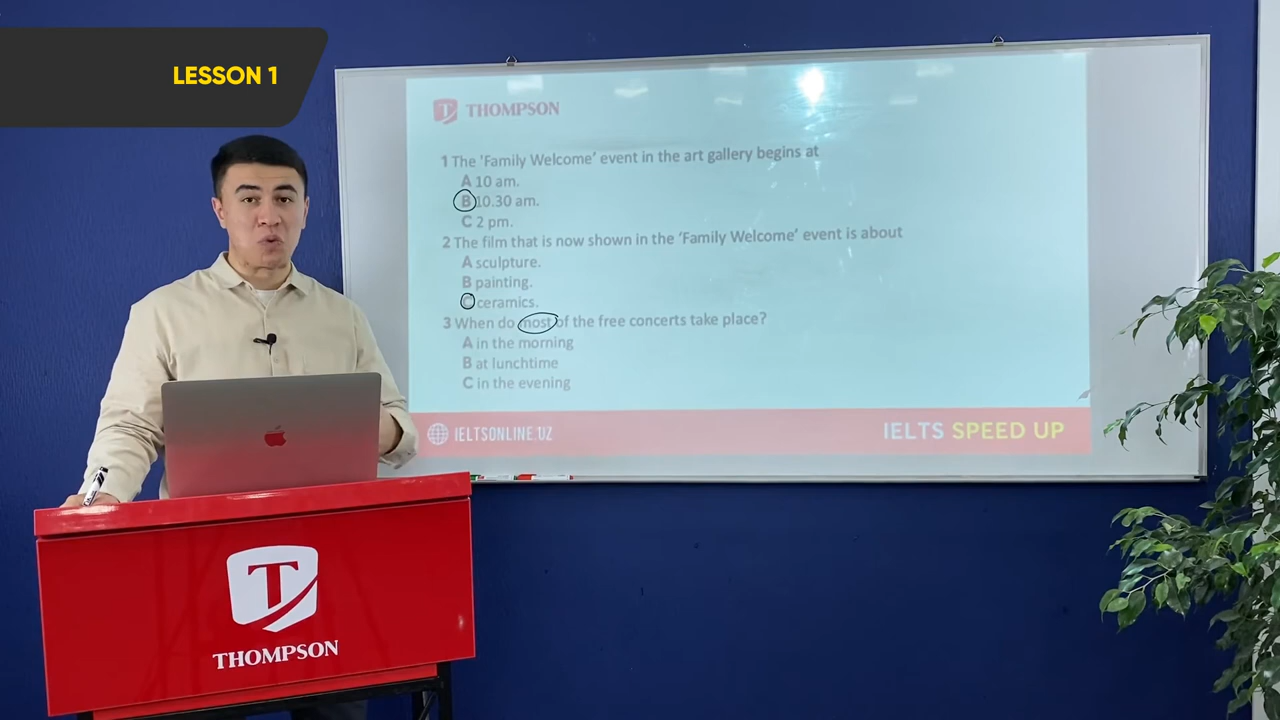 LESSON 1
THOMPSON
1 The 'Family Welcome' event in the art gallery begins at
A 10 am.
B 10.30 am.
C 2 pm.
2 The film that is now shown in the 'Family Welcome' event is about
A sculpture.
B painting.
C ceramics.
3 When do most of the free concerts take place?
A in the morning
B at lunchtime
C in the evening
IELTSONLINE.UZ
IELTS SPEED UP
T
THOMPSON